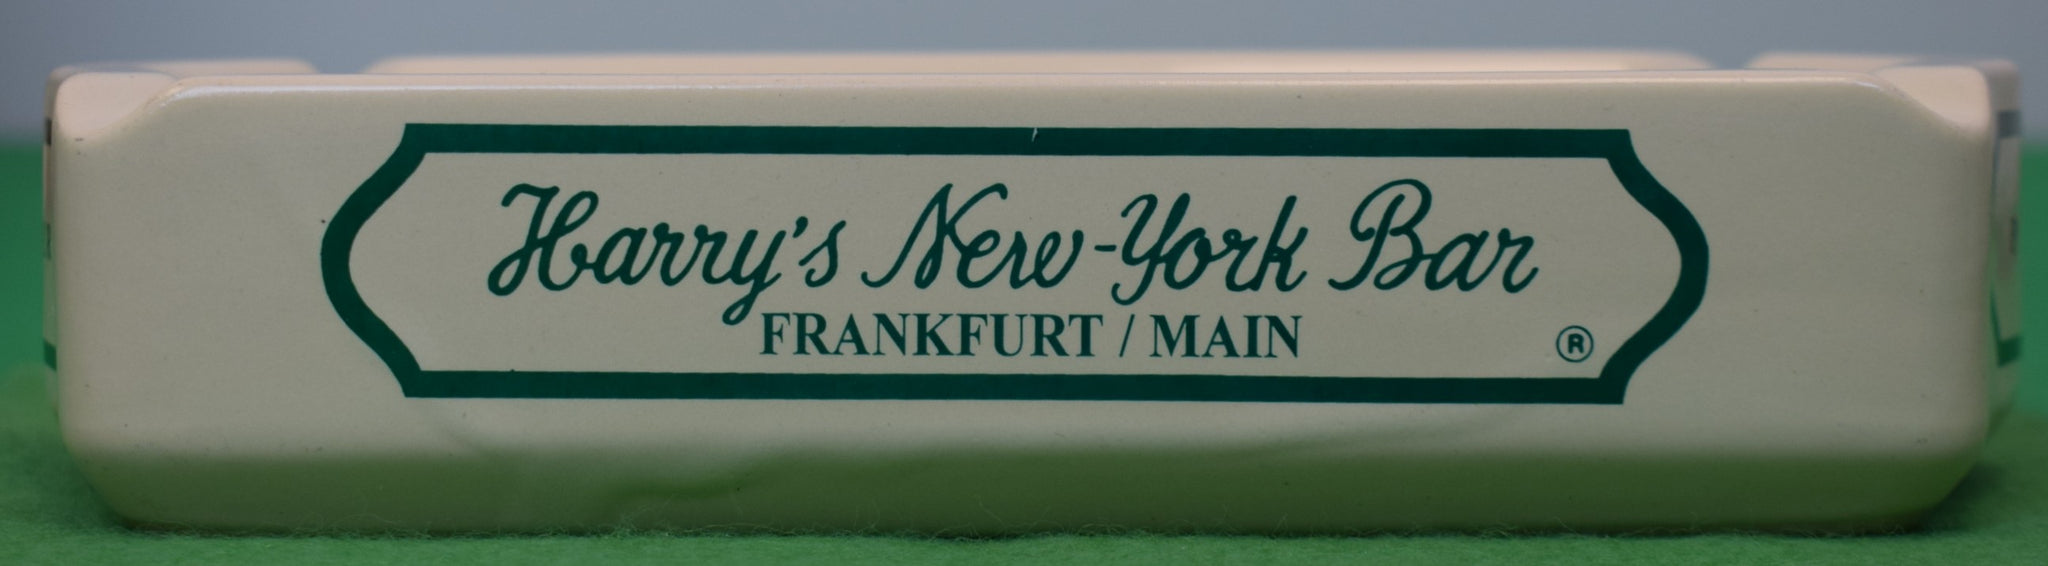 Harry's New-York Bar
FRANKFURT / MAIN
®